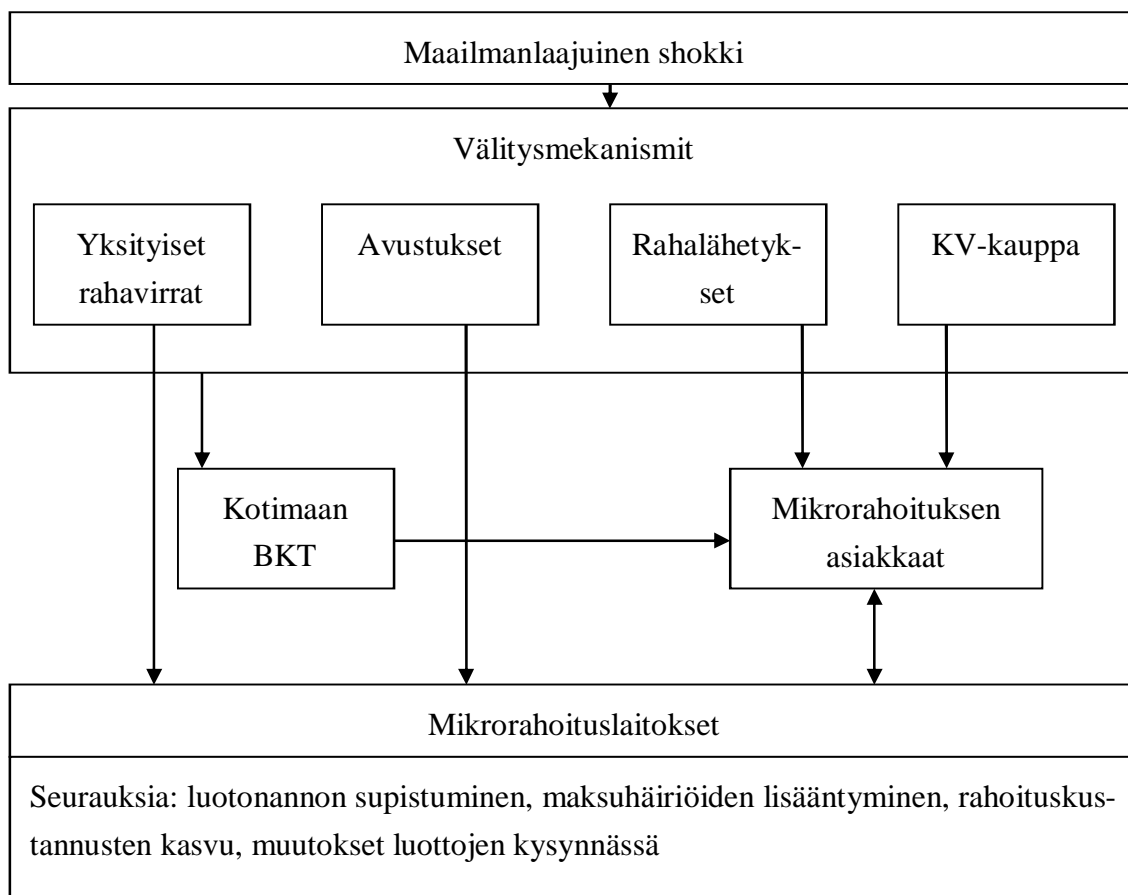 Maailmanlaajuinen shokki
Välitysmekanismit
Yksityiset
rahavirrat
Avustukset
Rahalähetyk-
set
KV-kauppa
Kotimaan
BKT
Mikrorahoituksen
asiakkaat
Mikrorahoituslaitokset
Seurauksia: luotonannon supistuminen, maksuhäiriöiden lisääntyminen, rahoituskus-
tannusten kasvu, muutokset luottojen kysynnässä